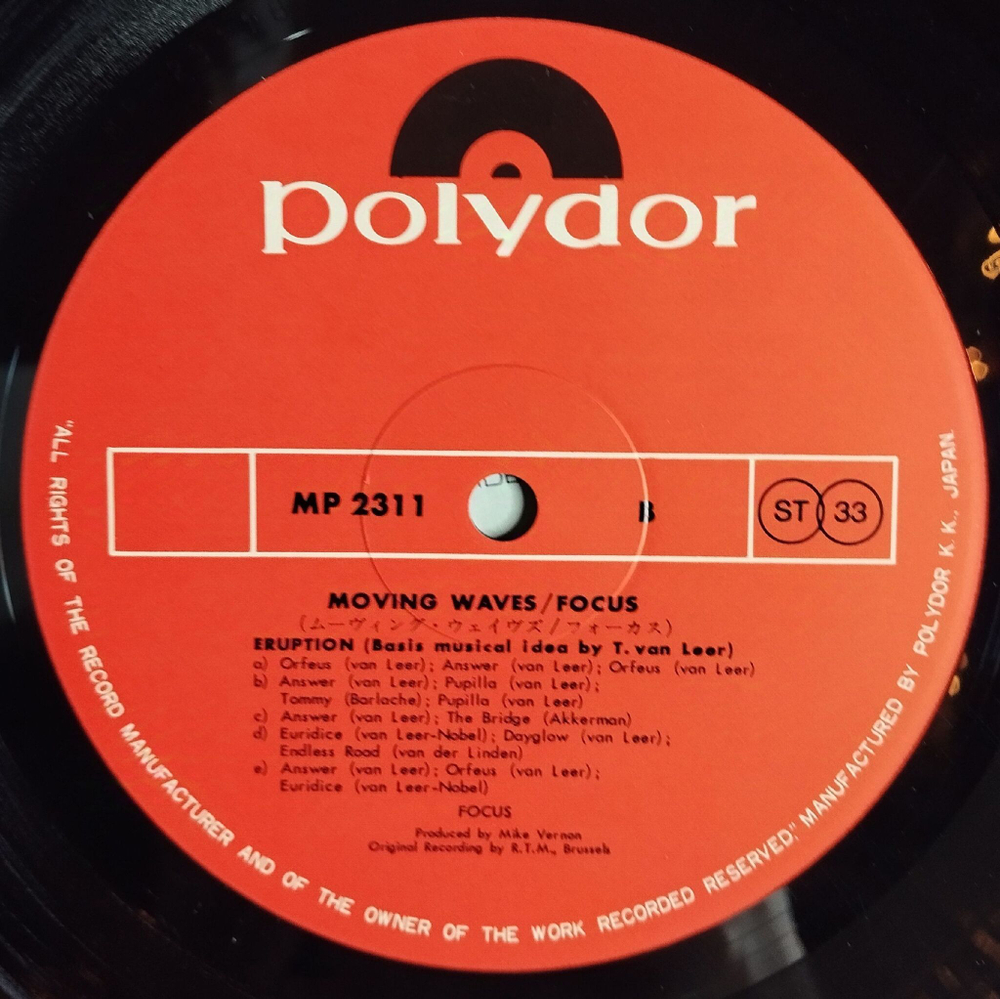 polydor
MP 2311
B
ST 33
MOVING WAVES/FOCUS
(ムーヴィング・ウェイヴズ/フォーカス)
ERUPTION (Basis musical idea by T. van Leer)
a) Orfeus (van Leer); Answer (van Leer); Orfeus (van Leer)
b) Answer (van Leer); Pupilla (van Leer);
Tommy (Barlache); Pupilla (van Leer)
c) Answer (van Leer); The Bridge (Akkerman)
d) Euridice (van Leer-Nobel); Dayglow (van Leer);
Endless Road (van der Linden)
e) Answer (van Leer); Orfeus (van Leer);
Euridice (van Leer-Nobel)
FOCUS
Produced by Mike Vernon
Original Recording by R.T.M., Brussels
"ALL RIGHTS OF THE RECORD MANUFACTURER AND OF THE OWNER OF THE WORK RECORDED RESERVED," MANUFACTURED BY POLYDOR K. K., JAPAN.